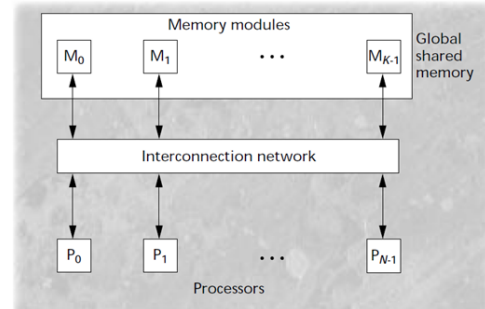 Memory modules
Global
shared
memory
M0 M1 ... MK-1
Interconnection network
P0 P1 ... PN-1
Processors